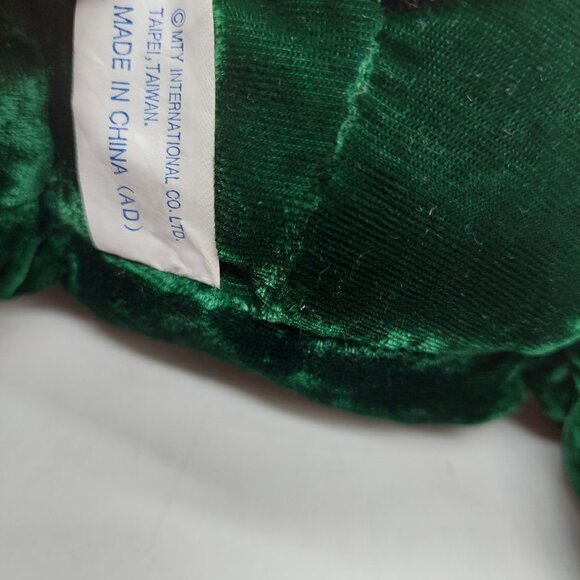 ©MTY INTERNATIONAL CO.LTD.
TAIPEI,TAIWAN.
MADE IN CHINA (AD)